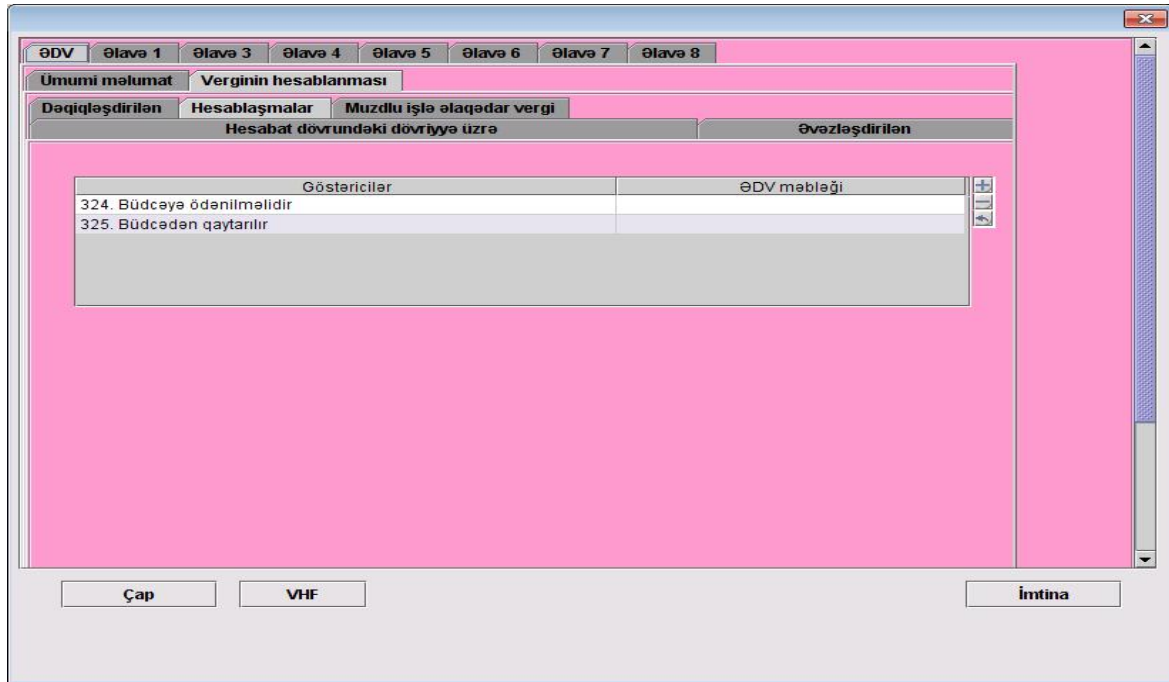 ƏDV Əlavə 1 Əlavə 3 Əlavə 4 Əlavə 5 Əlavə 6 Əlavə 7 Əlavə 8
Ümumi məlumat Verginin hesablanması
Dəqiqləşdirilən Hesablaşmalar Muzdlu işlə əlaqədar vergi
Hesabat dövrundəki dövriyyə üzrə Əvəzləşdirilən
Göstəricilər ƏDV məbləği
324. Büdcəyə ödənilməlidir
325. Büdcədən qaytarılır
Çap VHF İmtina